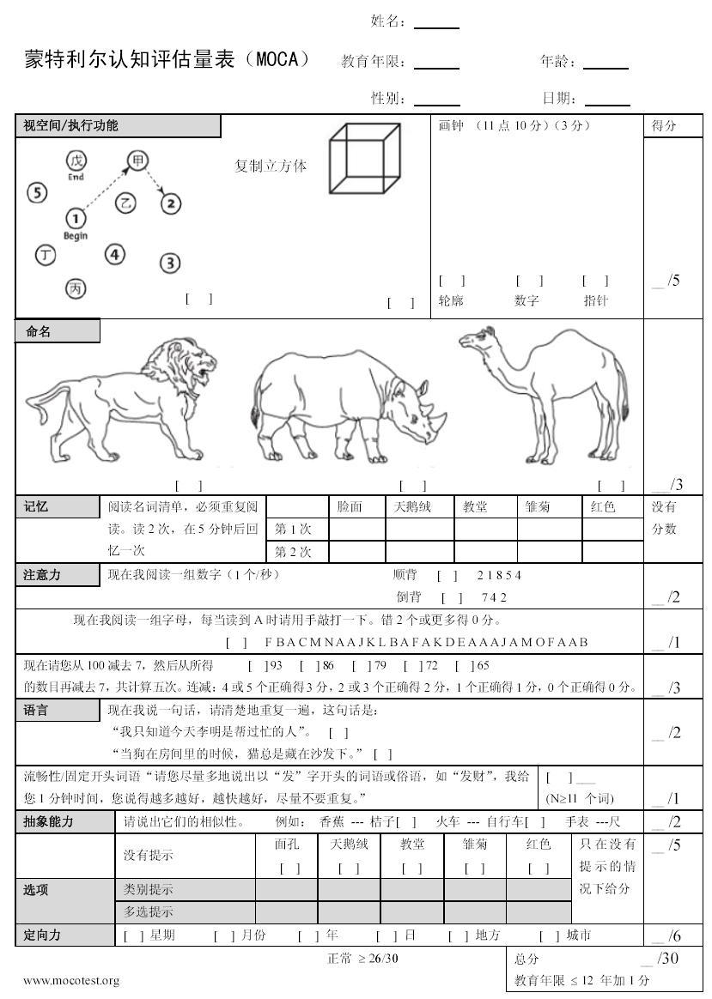 姓名：
蒙特利尔认知评估量表（MOCA）
教育年限：
年龄：
性别：
日期：
视空间/执行功能
复制立方体
画钟 （11 点 10 分）（3 分）
得分
戊
End
甲
5
乙
2
1
Begin
丁
4
3
丙
[ ]
[ ]
[ ] [ ] [ ]
轮廓 数字 指针
__ /5
命名
[ ] [ ] [ ]
___/3
记忆
阅读名词清单，必须重复阅
读。读 2 次，在 5 分钟后回
忆一次
脸面 天鹅绒 教堂 雏菊 红色
第 1 次
第 2 次
没有
分数
注意力
现在我阅读一组数字（1 个/秒） 顺背 [ ] 2 1 8 5 4
倒背 [ ] 7 4 2
__ /2
现在我阅读一组字母，每当读到 A 时请用手敲打一下。错 2 个或更多得 0 分。
[ ] F B A C M N A A J K L B A F A K D E A A A J A M O F A A B
__ /1
现在请您从 100 减去 7，然后从所得 [ ] 93 [ ] 86 [ ] 79 [ ] 72 [ ] 65
的数目再减去 7，共计算五次。连减：4 或 5 个正确得 3 分，2 或 3 个正确得 2 分，1 个正确得 1 分，0 个正确得 0 分。
__ /3
语言
现在我说一句话，请清楚地重复一遍，这句话是：
“我只知道今天李明是帮过忙的人”。 [ ]
“当狗在房间里的时候，猫总是藏在沙发下。” [ ]
__ /2
流畅性/固定开头词语“请您尽量多地说出以“发”字开头的词语或俗语，如“发财”，我给
您 1 分钟时间，您说得越多越好，越快越好，尽量不要重复。”
[ ] ___
(N≥11 个词)
__ /1
抽象能力
请说出它们的相似性。 例如： 香蕉 --- 桔子[ ] 火车 --- 自行车[ ] 手表 ---尺
__ /2
没有提示
面孔 天鹅绒 教堂 雏菊 红色
[ ] [ ] [ ] [ ] [ ]
只在没有
提示的情
况下给分
__ /5
选项
类别提示
多选提示
定向力
[ ] 星期 [ ] 月份 [ ] 年 [ ] 日 [ ] 地方 [ ] 城市
__ /6
正常 ≥ 26/30
总分 __ /30
www.mocotest.org
教育年限 ≤ 12 年加 1 分